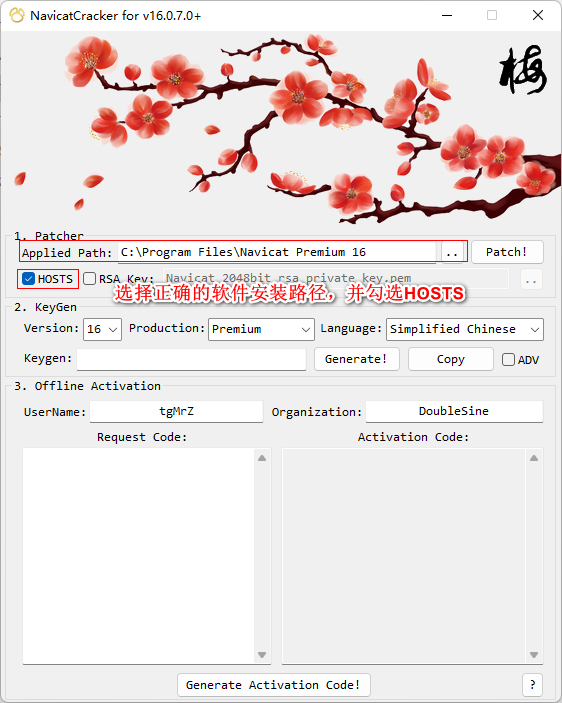 NavicatCracker for v16.0.7.0+
梅
1. Patcher
Applied Path: C:\Program Files\Navicat Premium 16 .. Patch!
HOSTS RSA Key: Navicat_2048bit_rsa_private_key.pem ..
选择正确的软件安装路径，并勾选HOSTS
2. KeyGen
Version: 16 Production: Premium Language: Simplified Chinese
Keygen: Generate! Copy ADV
3. Offline Activation
UserName: tgMrZ Organization: DoubleSine
Request Code: Activation Code:
Generate Activation Code! ?